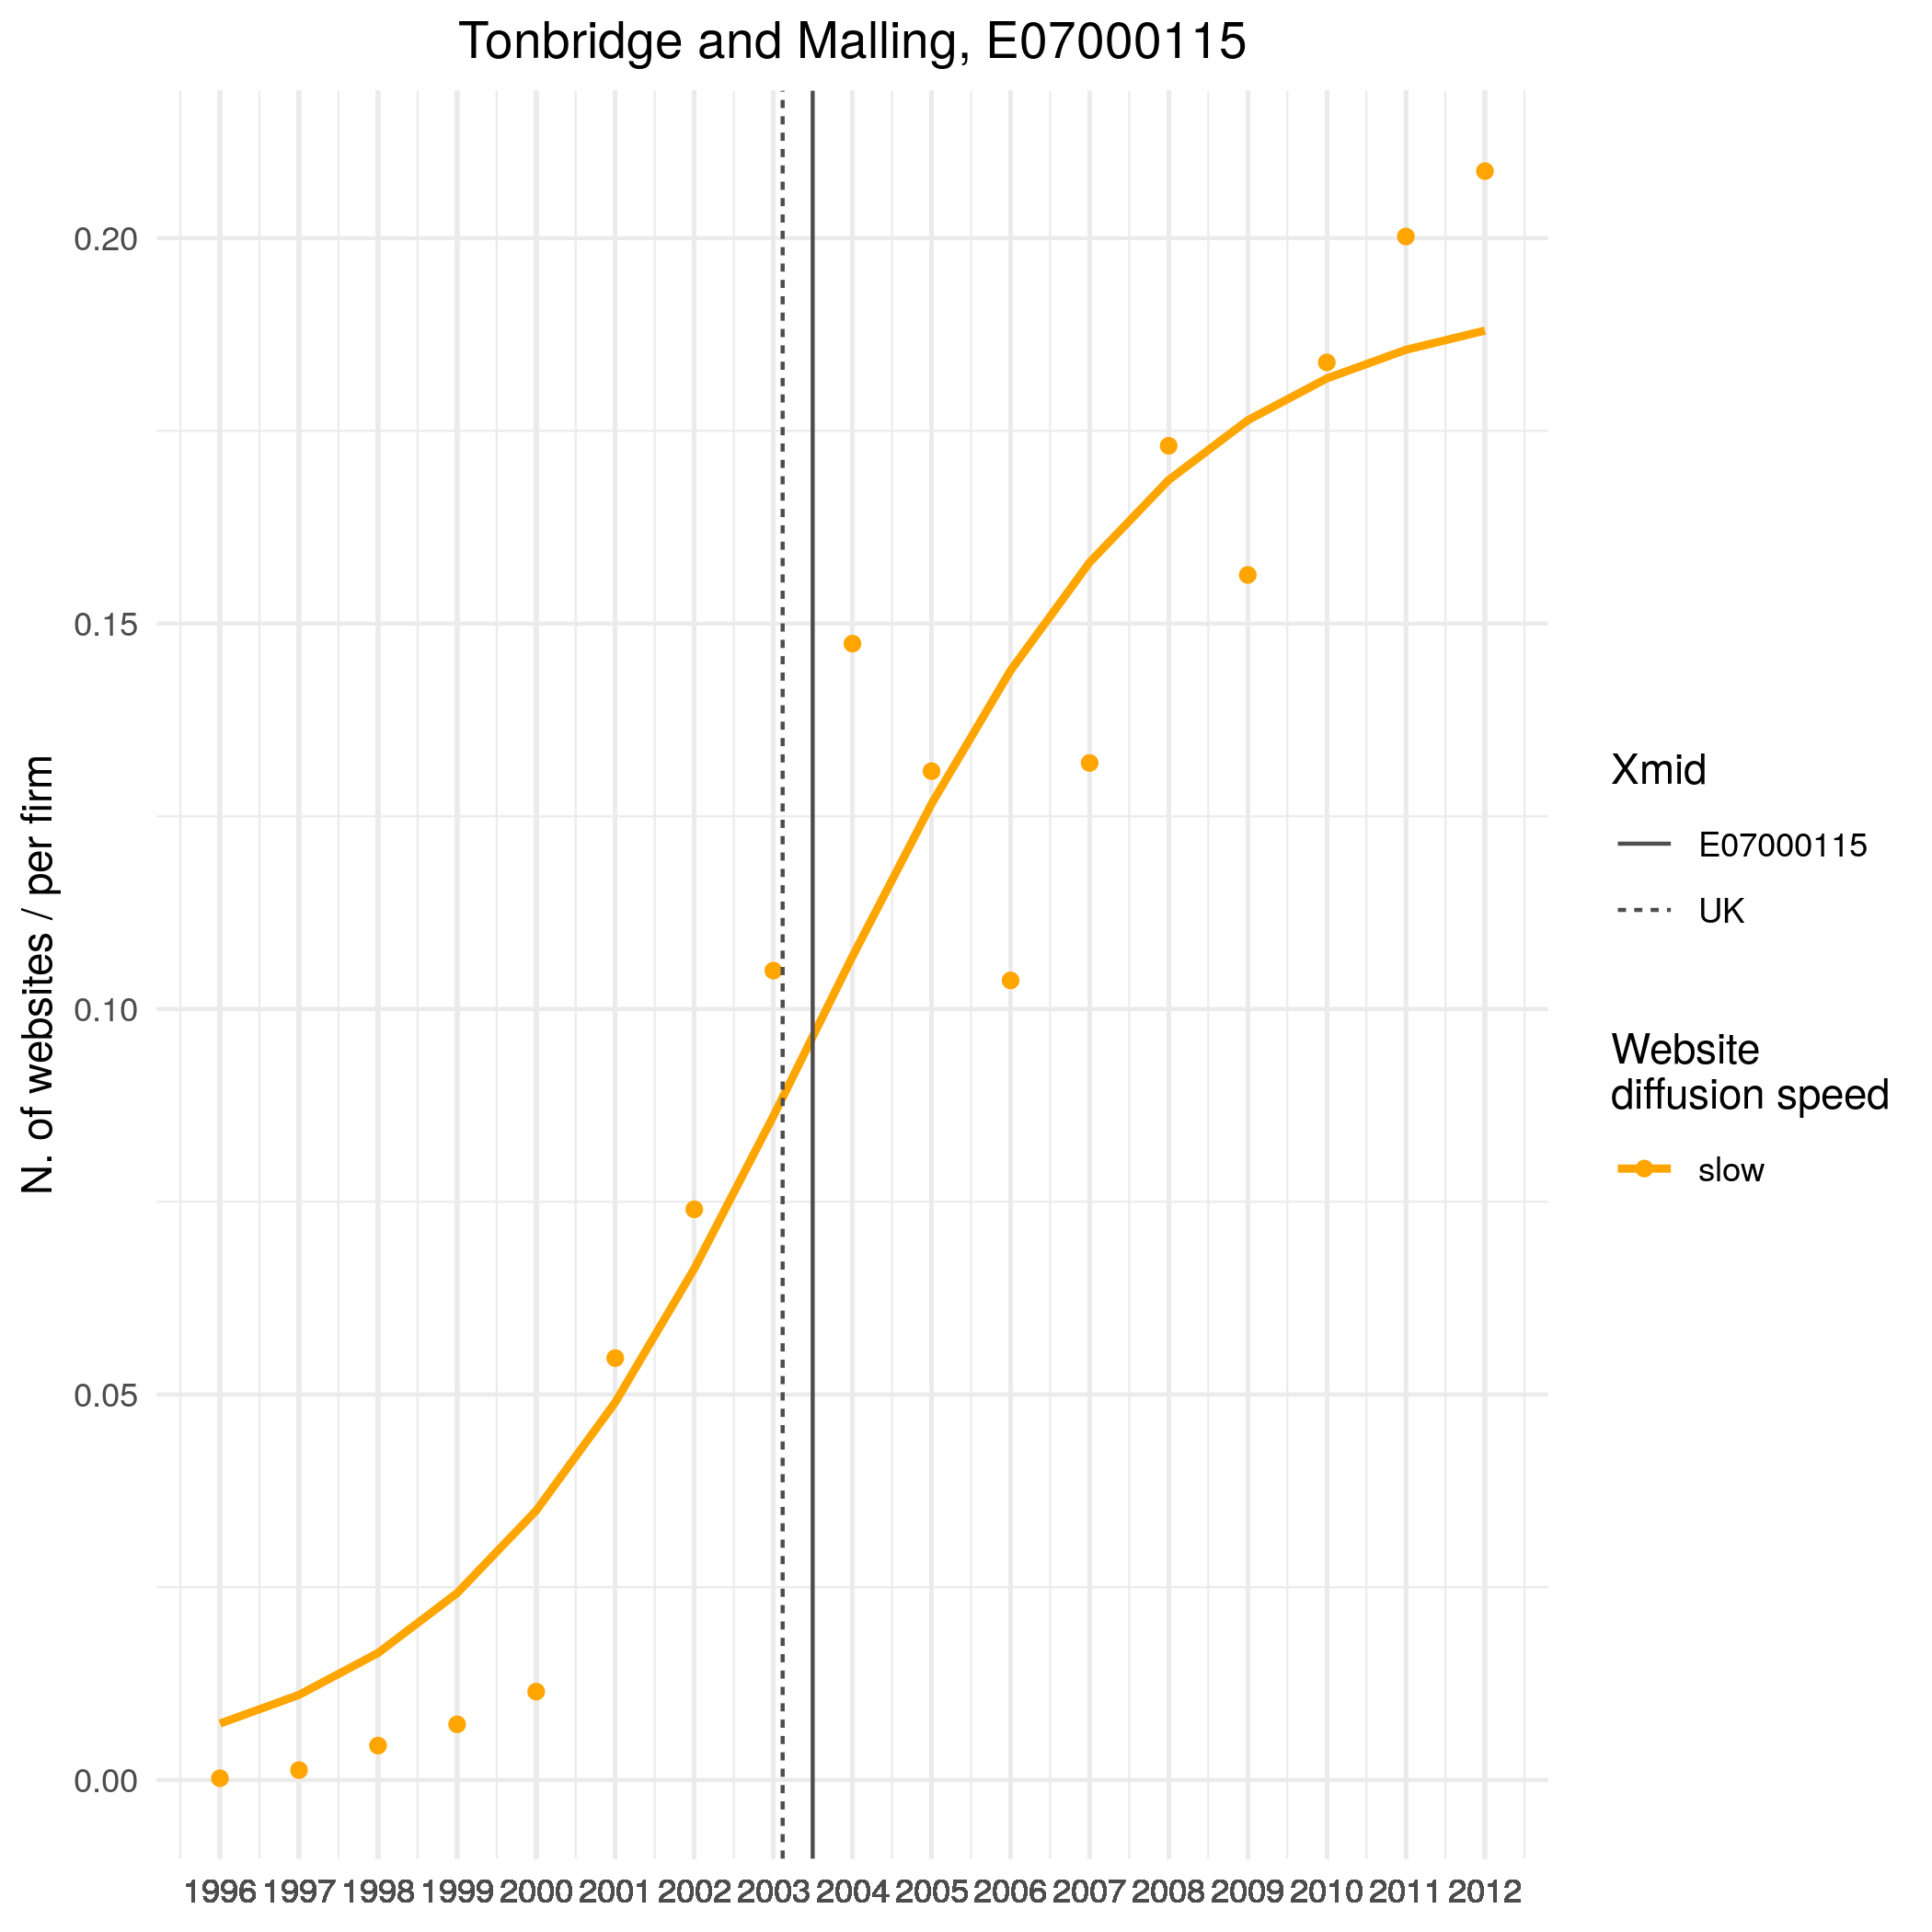 Tonbridge and Malling, E07000115
N. of websites / per firm
0.20
0.15
0.10
0.05
0.00
1996 1997 1998 1999 2000 2001 2002 2003 2004 2005 2006 2007 2008 2009 2010 2011 2012
Xmid
E07000115
UK
Website
diffusion speed
slow